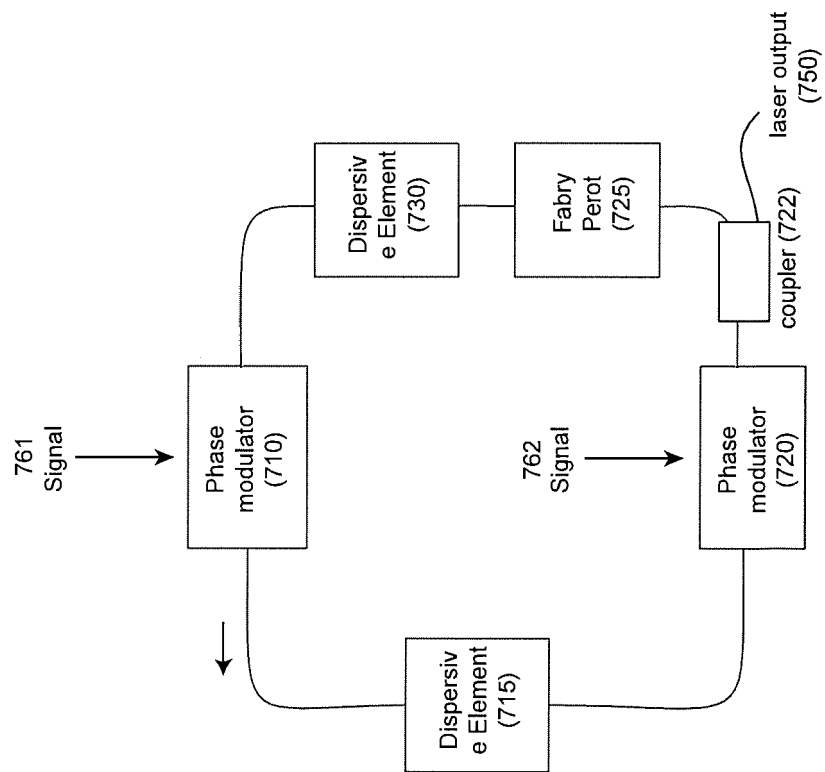 761
Signal
Phase
modulator
(710)
Dispersiv
e Element
(730)
Fabry
Perot
(725)
laser output
(750)
coupler (722)
762
Signal
Phase
modulator
(720)
Dispersiv
e Element
(715)